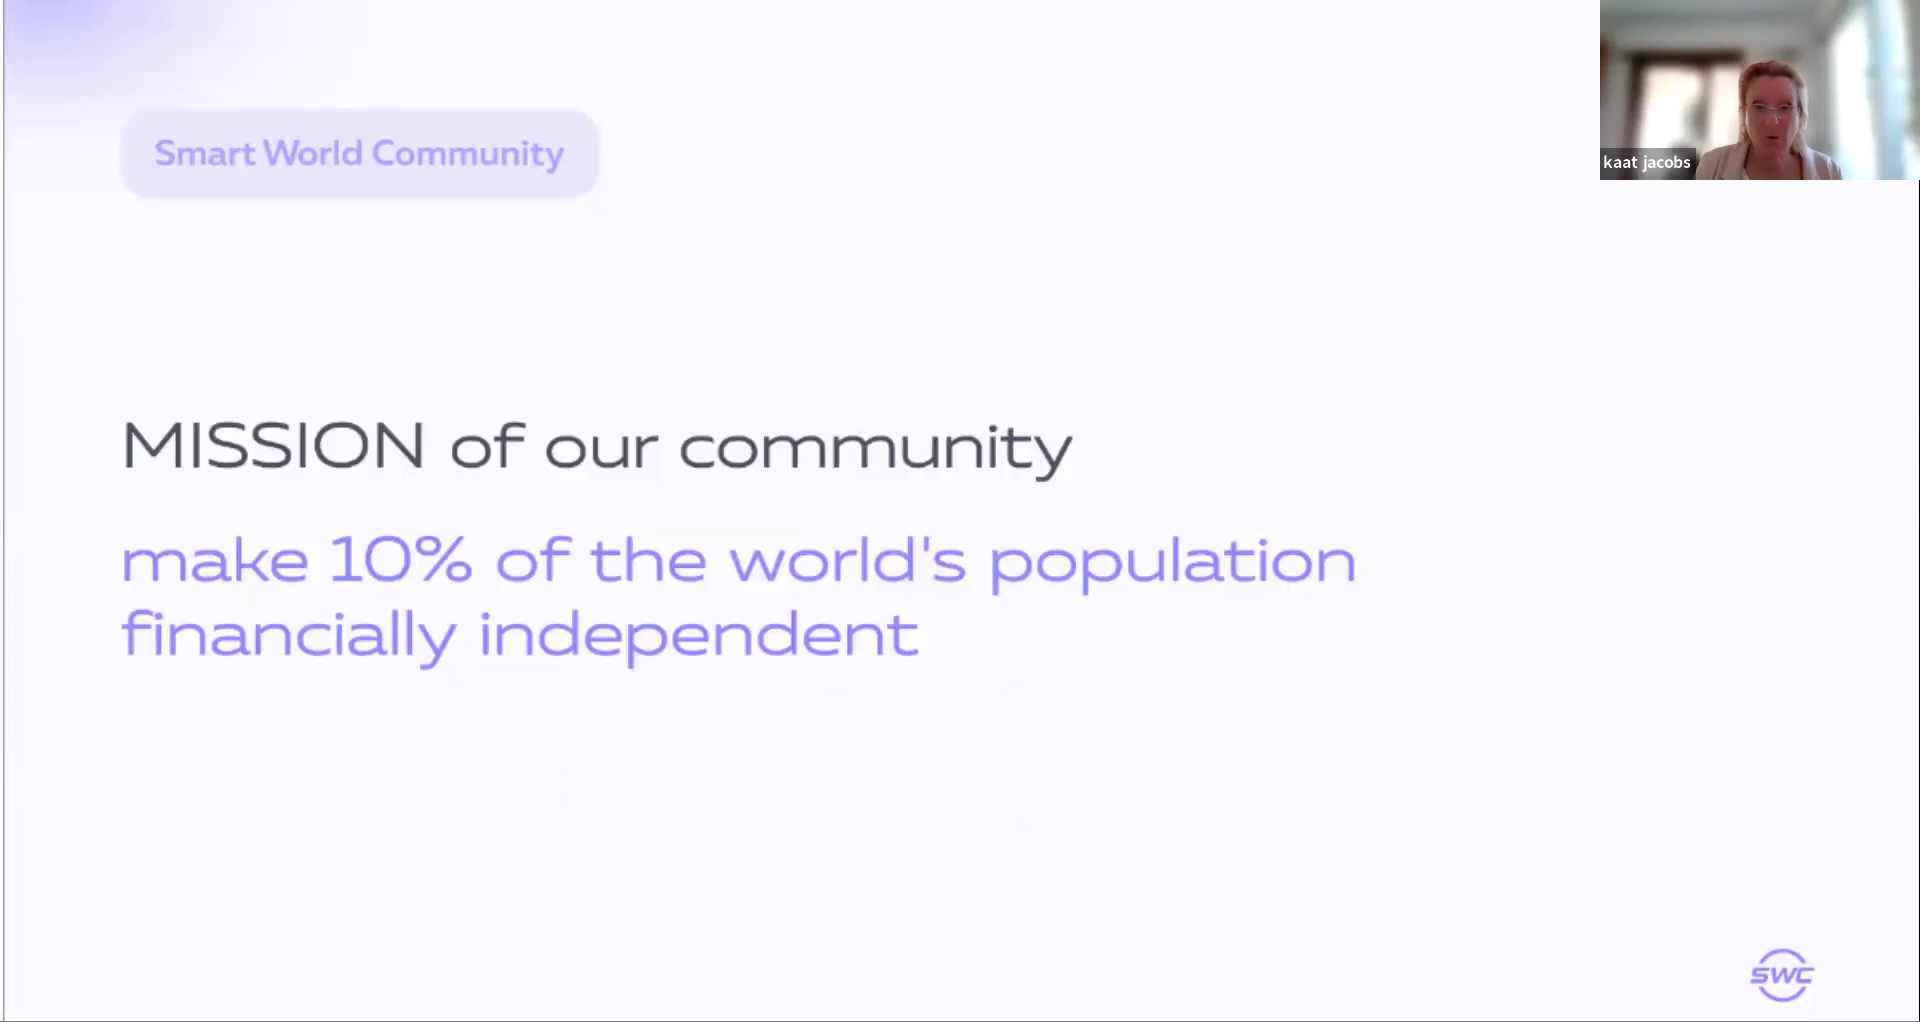 Smart World Community
kaat jacobs
MISSION of our community
make 10% of the world's population
financially independent
SWC